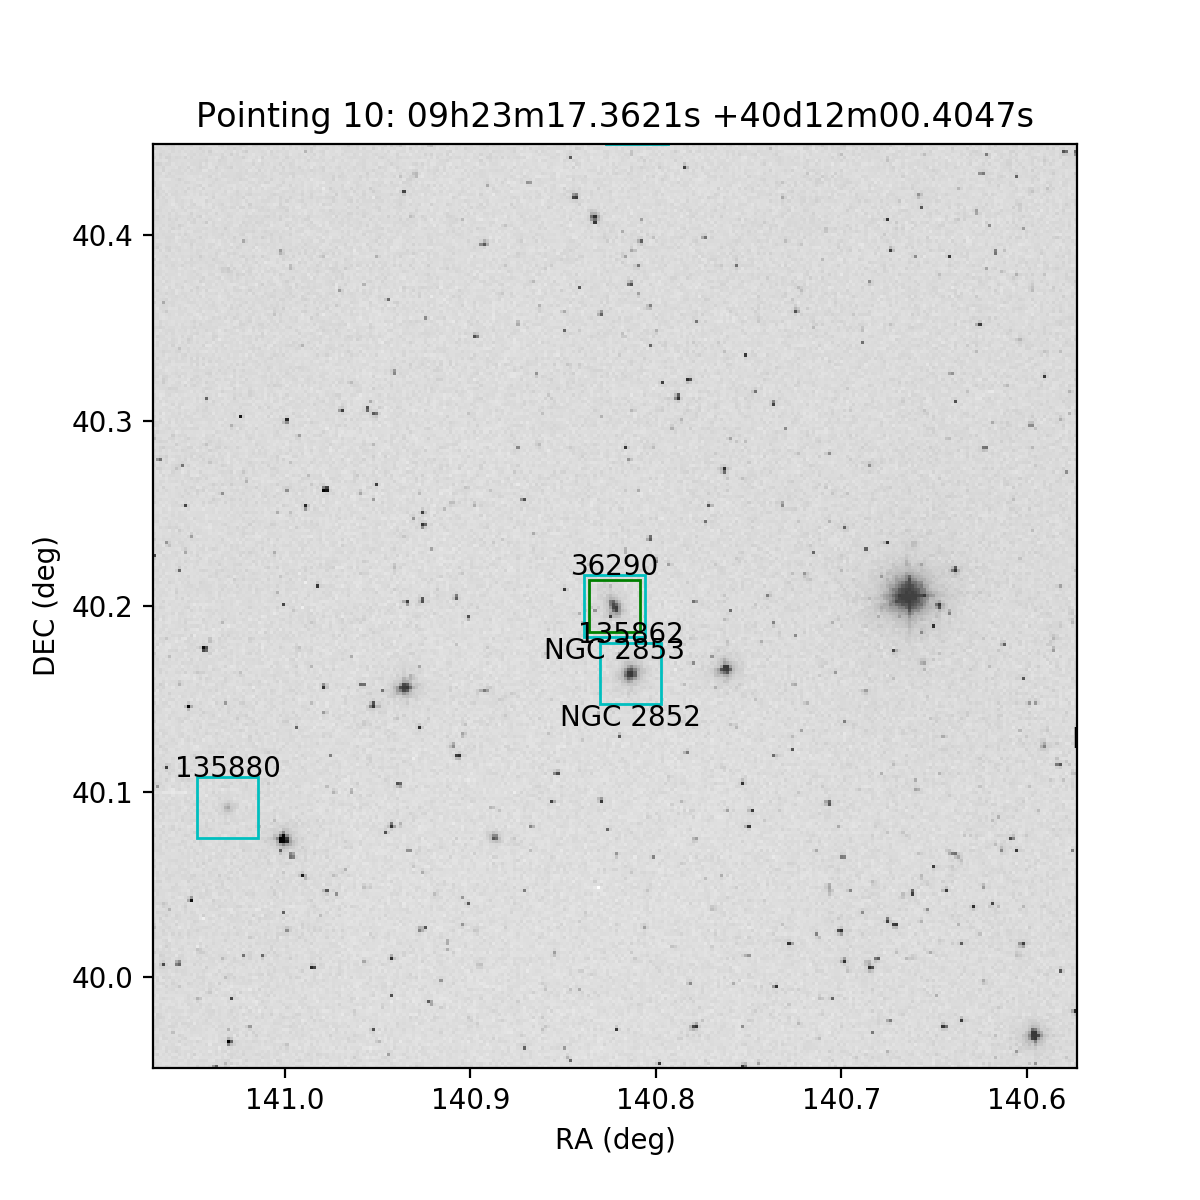 Pointing 10: 09h23m17.3621s +40d12m00.4047s
40.4
40.3
40.2
40.1
40.0
DEC (deg)
36290
135862
NGC 2853
NGC 2852
135880
141.0 140.9 140.8 140.7 140.6
RA (deg)